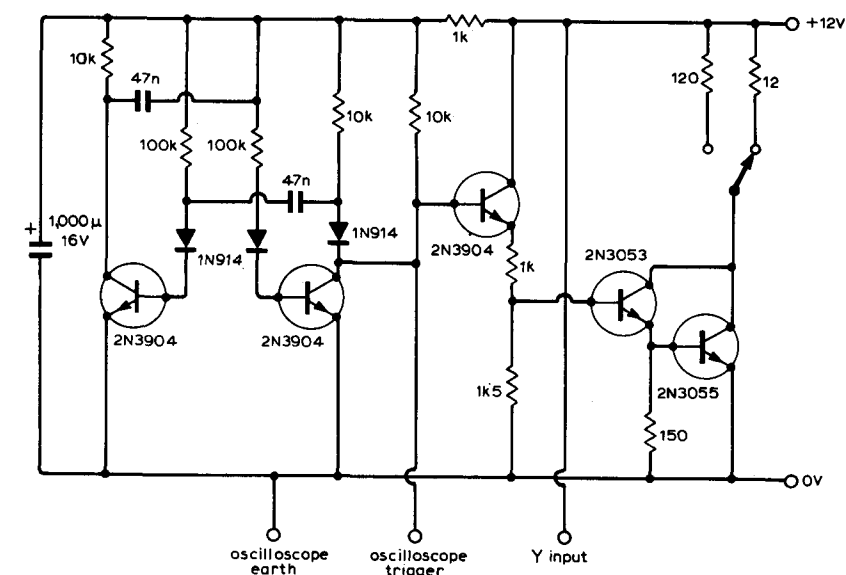 +12V
1k
10k
47n
120
12
10k
10k
100k
100k
47n
+ 1,000μ
16V
1N914
1N914
2N3904
1k
2N3053
2N3904
2N3904
1k5
2N3055
150
0V
oscilloscope
earth
oscilloscope
trigger
Y input